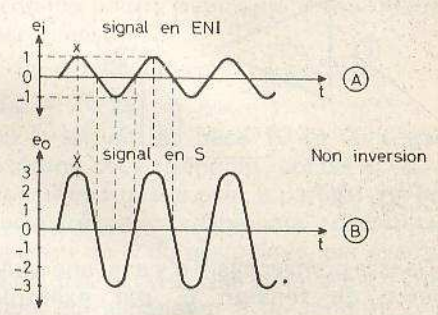 ei
signal en ENI
x
1
0
-1
t
A
eo
signal en S
Non inversion
x
3
2
1
0
-1
-2
-3
t
B